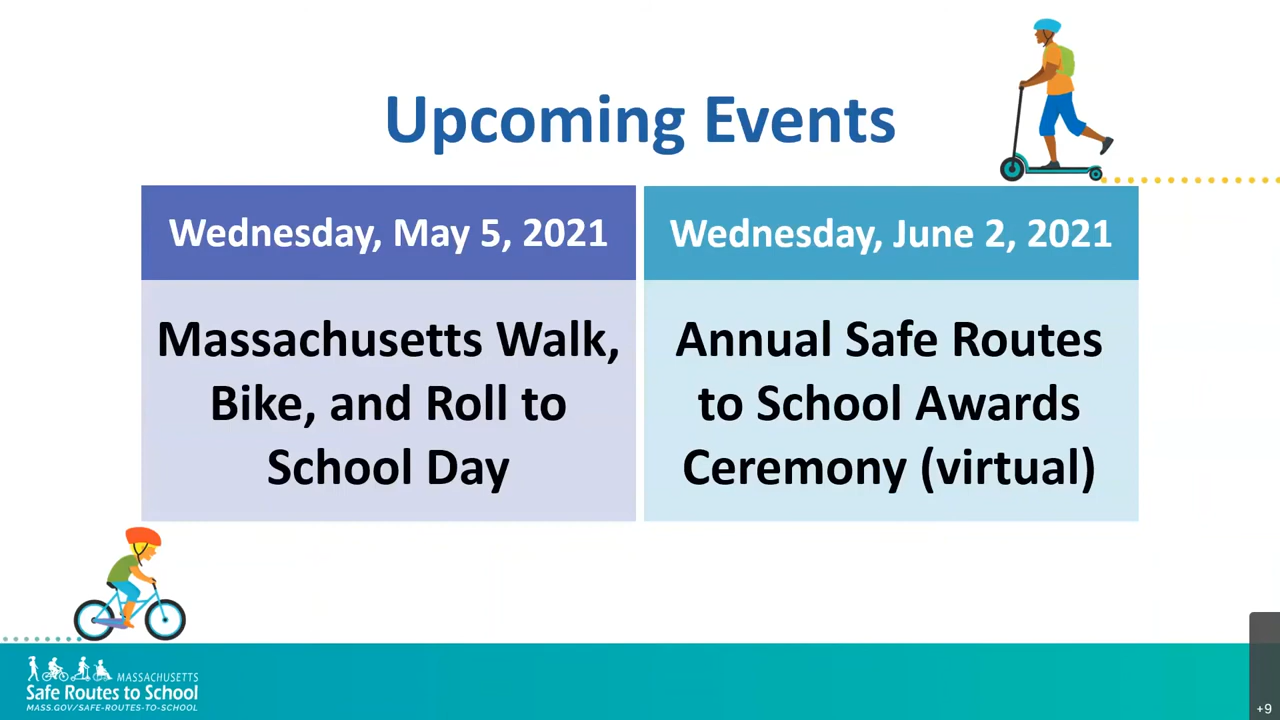 Upcoming Events
Wednesday, May 5, 2021
Massachusetts Walk,
Bike, and Roll to
School Day
Wednesday, June 2, 2021
Annual Safe Routes
to School Awards
Ceremony (virtual)
MASSACHUSETTS
Safe Routes to School
MASS.GOV/SAFE-ROUTES-TO-SCHOOL
+9